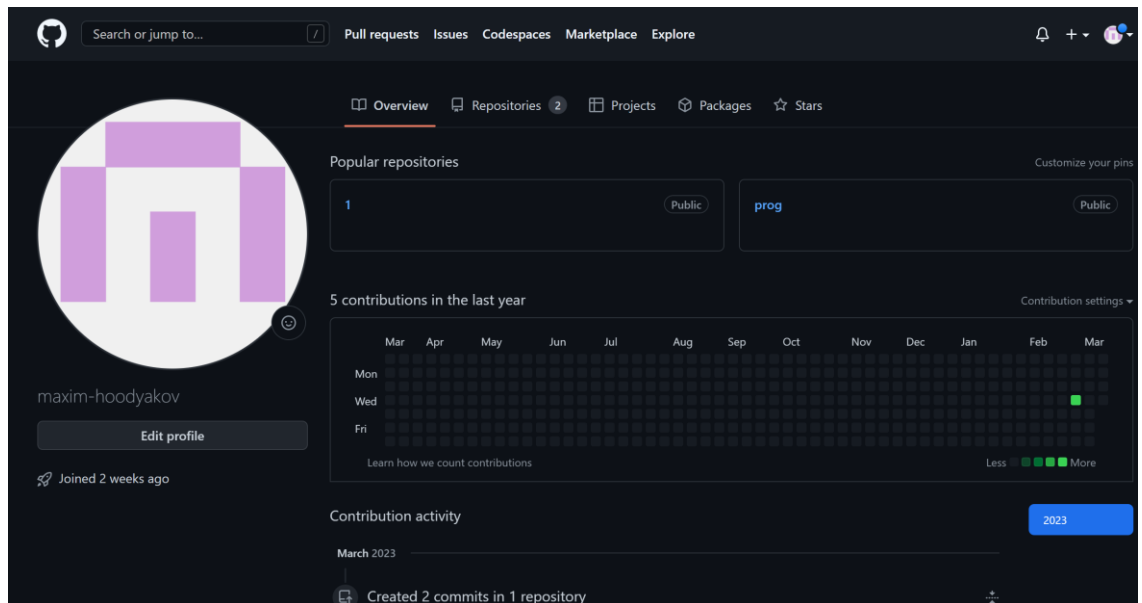 Search or jump to... / Pull requests Issues Codespaces Marketplace Explore
Overview Repositories 2 Projects Packages Stars
Popular repositories Customize your pins
1 Public prog Public
5 contributions in the last year Contribution settings
Mar Apr May Jun Jul Aug Sep Oct Nov Dec Jan Feb Mar
Mon
Wed
Fri
Learn how we count contributions Less More
maxim-hoodyakov
Edit profile
Joined 2 weeks ago
Contribution activity 2023
March 2023
Created 2 commits in 1 repository